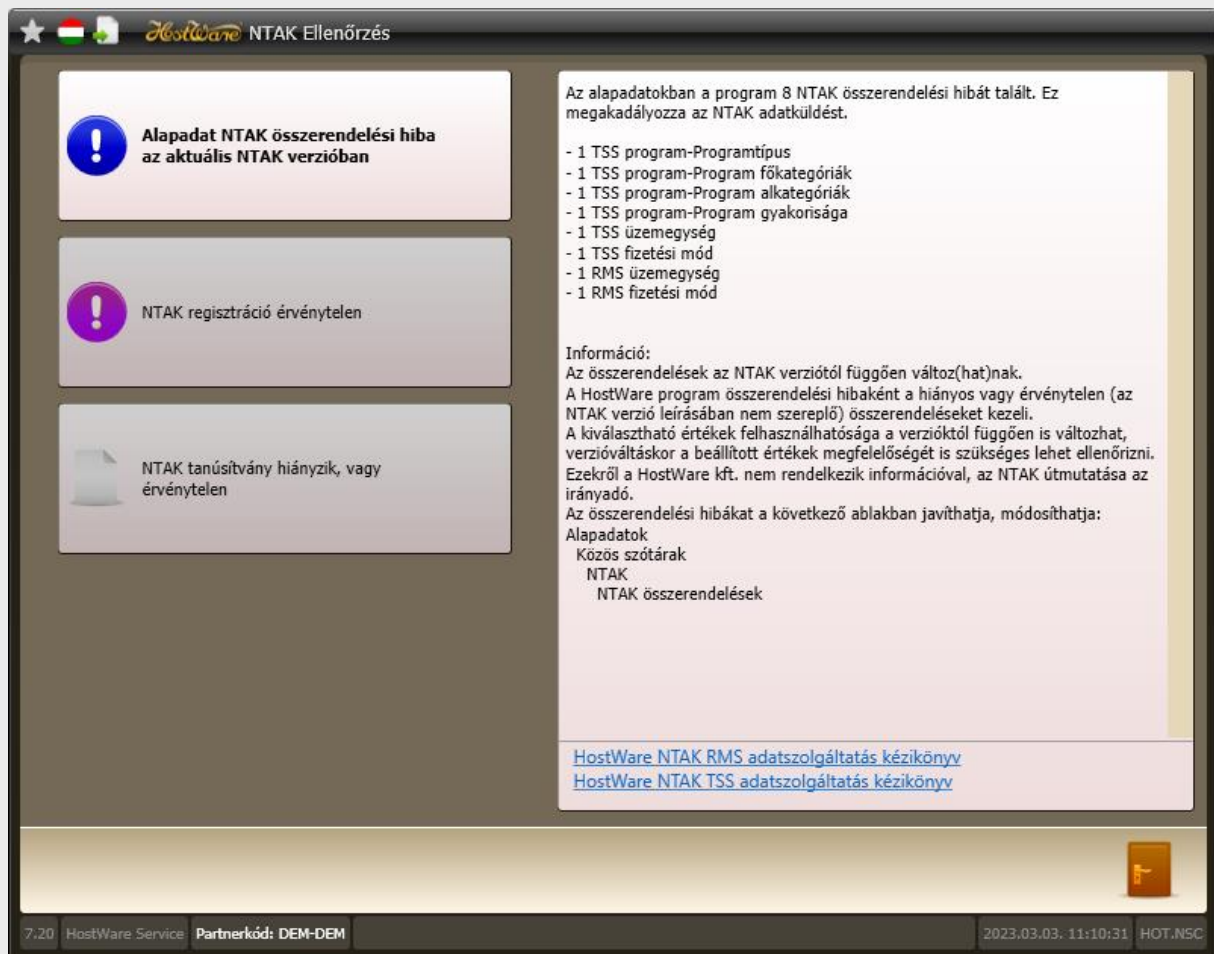 HostWare NTAK Ellenőrzés
Alapadat NTAK összerendelési hiba
az aktuális NTAK verzióban
NTAK regisztráció érvénytelen
NTAK tanúsítvány hiányzik, vagy
érvénytelen
Az alapadatokban a program 8 NTAK összerendelési hibát talált. Ez
megakadályozza az NTAK adatküldést.
- 1 TSS program-Programtípus
- 1 TSS program-Program főkategóriák
- 1 TSS program-Program alkategóriák
- 1 TSS program-Program gyakorisága
- 1 TSS üzemegység
- 1 TSS fizetési mód
- 1 RMS üzemegység
- 1 RMS fizetési mód
Információ:
Az összerendelések az NTAK verziótól függően változ(hat)nak.
A HostWare program összerendelési hibaként a hiányos vagy érvénytelen (az
NTAK verzió leírásában nem szereplő) összerendeléseket kezeli.
A kiválasztható értékek felhasználhatósága a verzióktól függően is változhat,
verzióváltáskor a beállított értékek megfelelőségét is szükséges lehet ellenőrizni.
Ezekről a HostWare kft. nem rendelkezik információval, az NTAK útmutatása az
irányadó.
Az összerendelési hibákat a következő ablakban javíthatja, módosíthatja:
Alapadatok
Közös szótárak
NTAK
NTAK összerendelések
HostWare NTAK RMS adatszolgáltatás kézikönyv
HostWare NTAK TSS adatszolgáltatás kézikönyv
7.20 HostWare Service Partnerkód: DEM-DEM 2023.03.03. 11:10:31 HOT.NSC